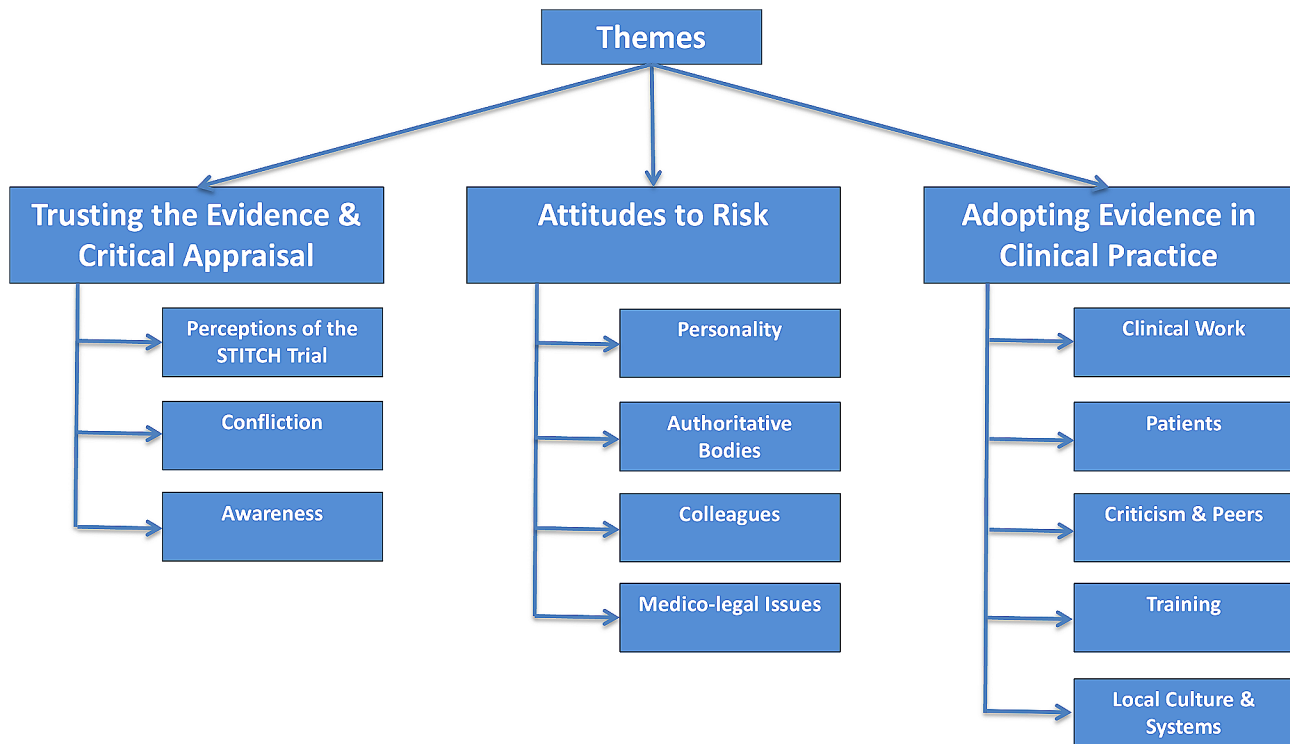 Themes
Trusting the Evidence &
Critical Appraisal
Perceptions of the
STITCH Trial
Confliction
Awareness
Attitudes to Risk
Personality
Authoritative
Bodies
Colleagues
Medico-legal Issues
Adopting Evidence in
Clinical Practice
Clinical Work
Patients
Criticism & Peers
Training
Local Culture &
Systems